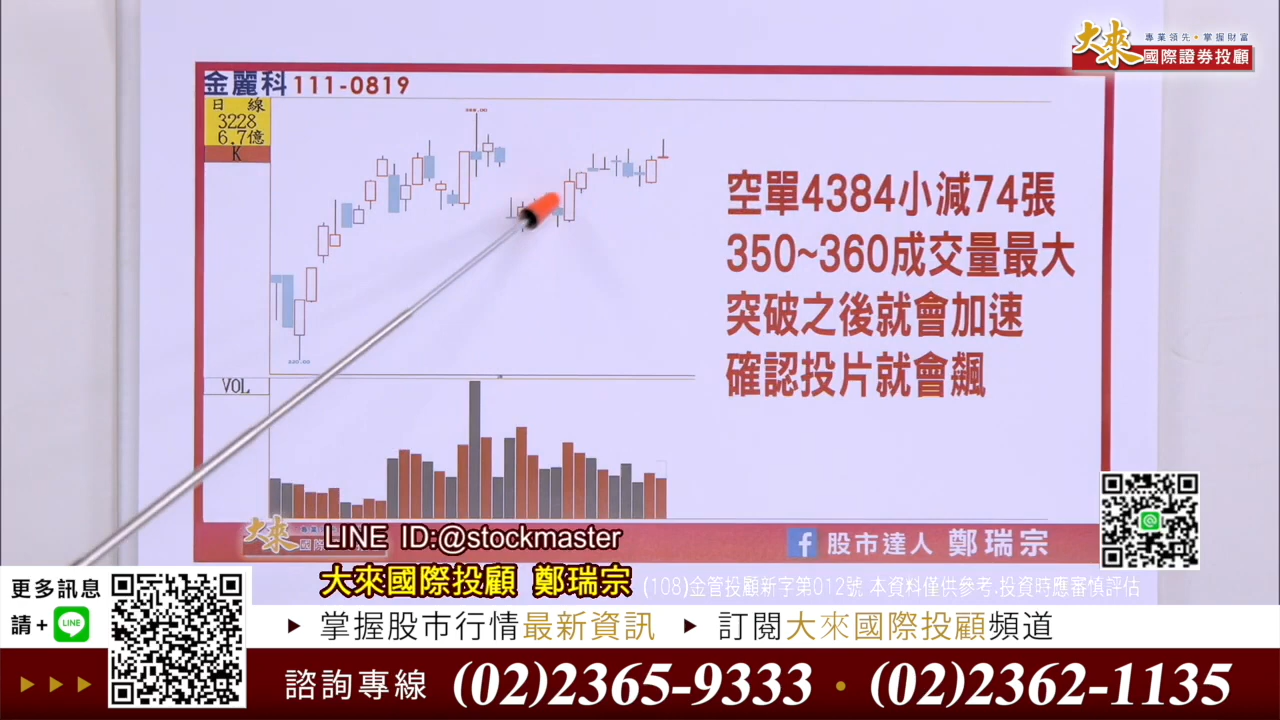 大來
專業領先•掌握財富
國際證券投顧
金麗科111-0819
日 線
3228
6.7億
K
空單4384小減74張
350~360成交量最大
突破之後就會加速
確認投片就會飆
VOL
大來
LINE ID:@stockmaster
股市達人 鄭瑞宗
大來國際投顧 鄭瑞宗
(108)金管投顧新字第012號.本資料僅供參考.投資時應審慎評估
更多訊息
請+
LINE
掌握股市行情最新資訊
訂閱大來國際投顧頻道
諮詢專線
(02)2365-9333•(02)2362-1135